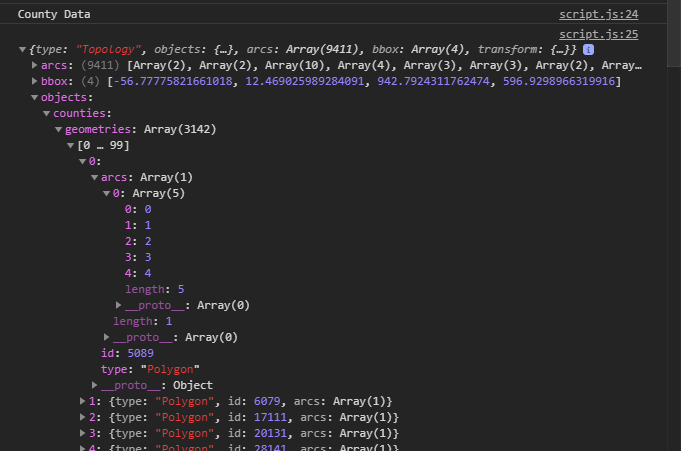 County Data script.js:24
script.js:25
{type: "Topology", objects: {…}, arcs: Array(9411), bbox: Array(4), transform: {…}} i
arcs: (9411) [Array(2), Array(2), Array(10), Array(4), Array(3), Array(3), Array(2), Array…
bbox: (4) [-56.77775821661018, 12.469025989284091, 942.7924311762474, 596.9298966319916]
objects:
counties:
geometries: Array(3142)
[0 … 99]
0:
arcs: Array(1)
0: Array(5)
0: 0
1: 1
2: 2
3: 3
4: 4
length: 5
__proto__: Array(0)
length: 1
__proto__: Array(0)
id: 5089
type: "Polygon"
__proto__: Object
1: {type: "Polygon", id: 6079, arcs: Array(1)}
2: {type: "Polygon", id: 17111, arcs: Array(1)}
3: {type: "Polygon", id: 20131, arcs: Array(1)}
4: {type: "Polygon", id: 28141, arcs: Array(1)}